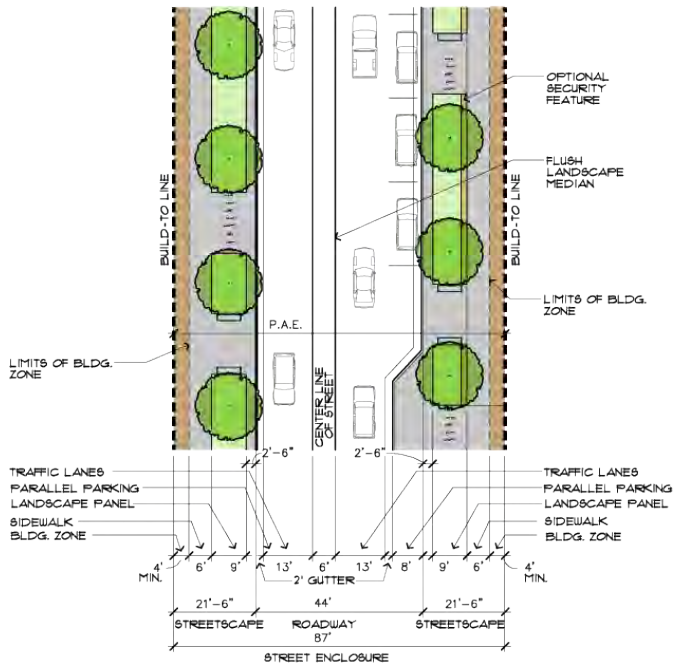 OPTIONAL
SECURITY
FEATURE
FLUSH
LANDSCAPE
MEDIAN
BUILD-TO LINE
BUILD-TO LINE
LIMITS OF BLDG.
ZONE
P.A.E.
LIMITS OF BLDG.
ZONE
CENTER LINE
OF STREET
2'-6"
2'-6"
TRAFFIC LANES
PARALLEL PARKING
LANDSCAPE PANEL
SIDEWALK
BLDG. ZONE
TRAFFIC LANES
PARALLEL PARKING
LANDSCAPE PANEL
SIDEWALK
BLDG. ZONE
4'
MIN.
6'
9'
13'
6'
13'
8'
9'
6'
4'
MIN.
2' GUTTER
21'-6"
44'
21'-6"
STREETSCAPE
ROADWAY
STREETSCAPE
87'
STREET ENCLOSURE